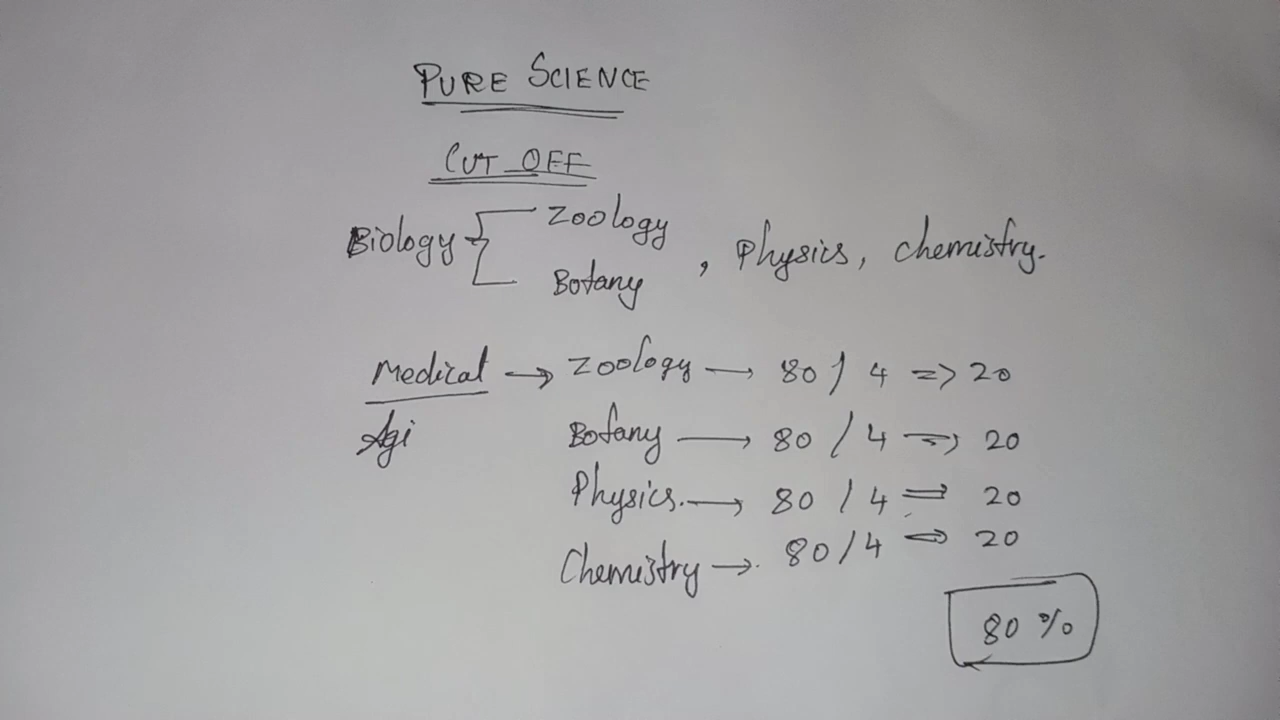 PURE SCIENCE
CUT OFF
Biology Zoology Botany , Physics, chemistry.
Medical → Zoology → 80 / 4 => 20
Agi Botany → 80 / 4 => 20
Physics. → 80 / 4 => 20
Chemistry → 80/4 => 20
80 %